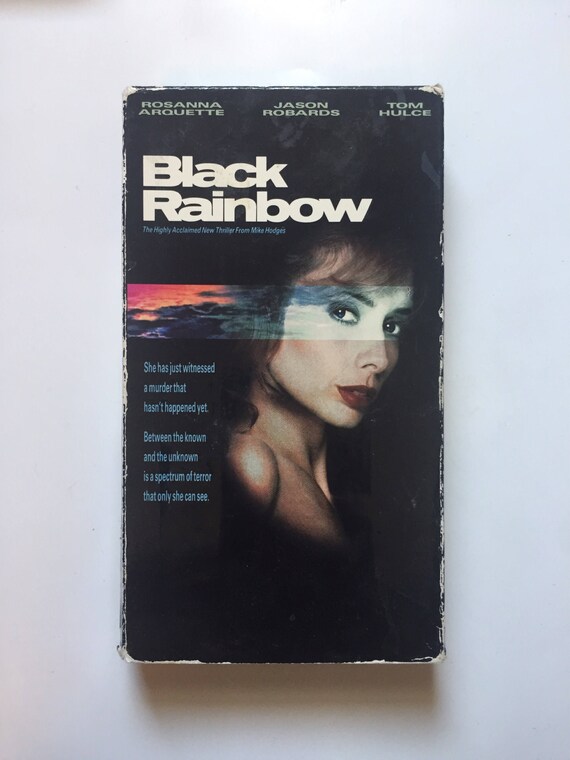 ROSANNA ARQUETTE
JASON ROBARDS
TOM HULCE
Black
Rainbow
The Highly Acclaimed New Thriller From Mike Hodges
She has just witnessed
a murder that
hasn't happened yet.
Between the known
and the unknown
is a spectrum of terror
that only she can see.